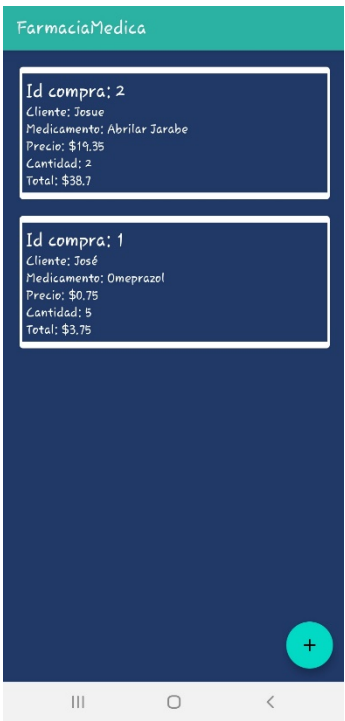 FarmaciaMedica
Id compra: 2
Cliente: Josue
Medicamento: Abrilar Jarabe
Precio: $19.35
Cantidad: 2
Total: $38.7
Id compra: 1
Cliente: José
Medicamento: Omeprazol
Precio: $0.75
Cantidad: 5
Total: $3.75
+